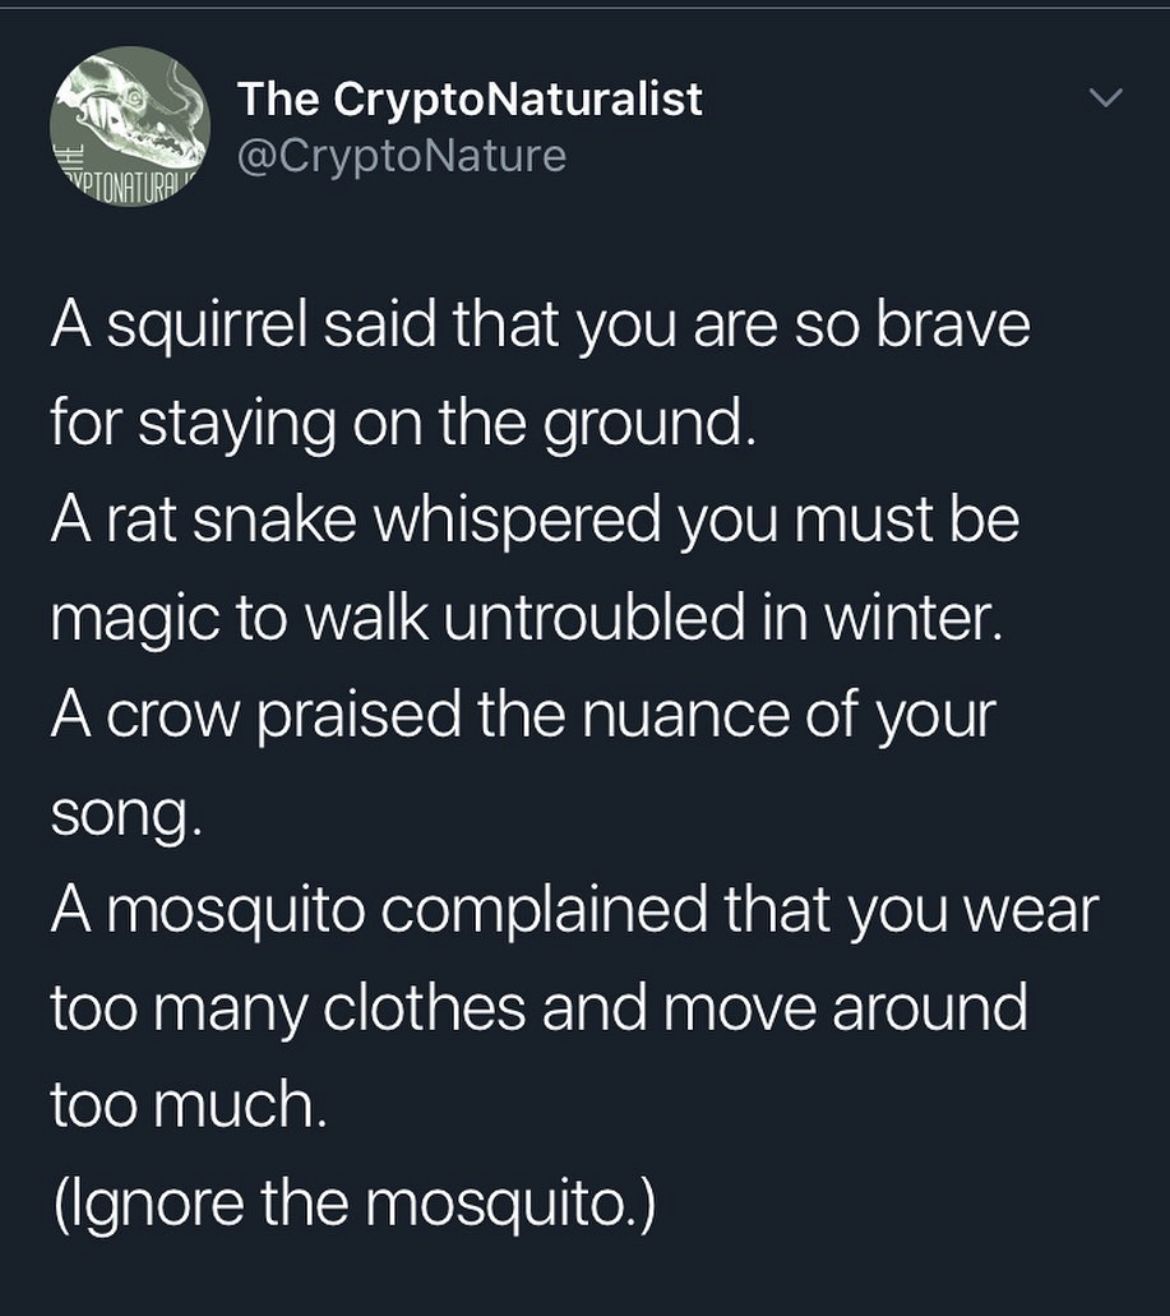 The CryptoNaturalist
@CryptoNature
THE
A squirrel said that you are so brave
for staying on the ground.
A rat snake whispered you must be
magic to walk untroubled in winter.
A crow praised the nuance of your
song.
A mosquito complained that you wear
too many clothes and move around
too much.
(Ignore the mosquito.)